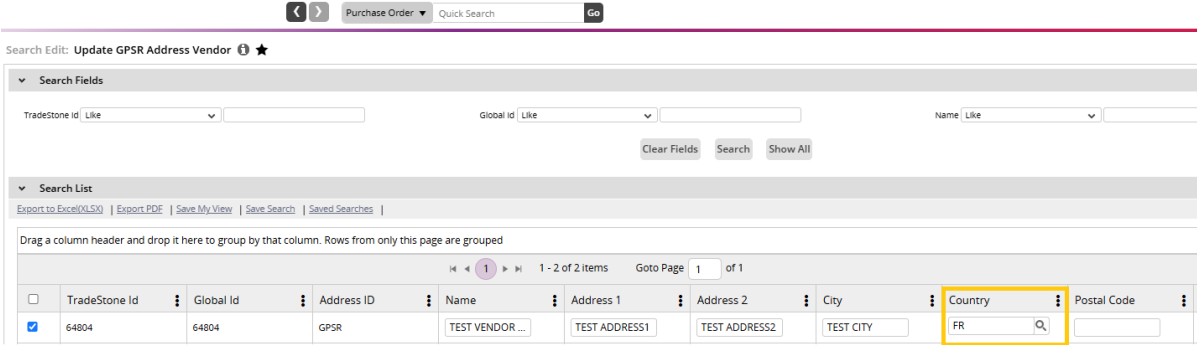 Purchase Order ▼ Quick Search Go
Search Edit: Update GPSR Address Vendor
Search Fields
TradeStone Id Like Global Id Like Name Like
Clear Fields Search Show All
Search List
Export to Excel(XLSX) | Export PDF | Save My View | Save Search | Saved Searches |
Drag a column header and drop it here to group by that column. Rows from only this page are grouped
1 1 - 2 of 2 items Goto Page 1 of 1
TradeStone Id Global Id Address ID Name Address 1 Address 2 City Country Postal Code
64804 64804 GPSR TEST VENDOR ... TEST ADDRESS1 TEST ADDRESS2 TEST CITY FR